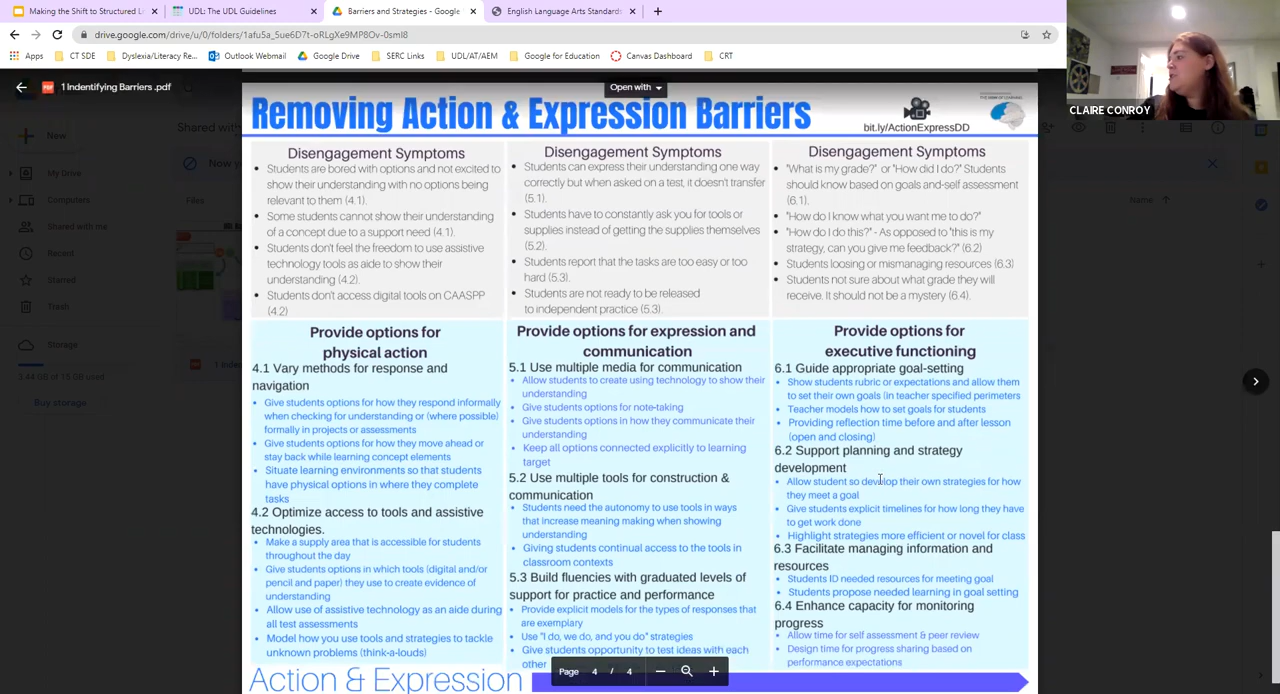 Making the Shift to Structured L
UDL: The UDL Guidelines
Barriers and Strategies - Google
English Language Arts Standards
drive.google.com/drive/u/0/folders/1afu5a_5ue6D7t-oRLgXe9MP8Ov-0smI8
Apps
CT SDE
Dyslexia/Literacy Re...
Outlook Webmail
Google Drive
SERC Links
UDL/AT/AEM
Google for Education
Canvas Dashboard
CRT
1 Indentifying Barriers .pdf
Open with
CLAIRE CONROY
New
My Drive
Computers
Shared with me
Recent
Starred
Trash
Storage
3.44 GB of 15 GB used
Buy storage
Shared with
Now y
Files
Name
1 Inden
Removing Action & Expression Barriers
bit.ly/ActionExpressDD
Disengagement Symptoms
Students are bored with options and not excited to
show their understanding with no options being
relevant to them (4.1).
Some students cannot show their understanding
of a concept due to a support need (4.1).
Students don't feel the freedom to use assistive
technology tools as aide to show their
understanding (4.2).
Students don't access digital tools on CAASPP
(4.2)
Disengagement Symptoms
Students can express their understanding one way
correctly but when asked on a test, it doesn't transfer
(5.1).
Students have to constantly ask you for tools or
supplies instead of getting the supplies themselves
(5.2).
Students report that the tasks are too easy or too
hard (5.3).
Students are not ready to be released
to independent practice (5.3).
Disengagement Symptoms
"What is my grade?" or "How did I do?" Students
should know based on goals and-self assessment
(6.1).
"How do I know what you want me to do?"
"How do I do this?" - As opposed to "this is my
strategy, can you give me feedback?" (6.2)
Students loosing or mismanaging resources (6.3)
Students not sure about what grade they will
receive. It should not be a mystery (6.4).
Provide options for
physical action
4.1 Vary methods for response and
navigation
Give students options for how they respond informally
when checking for understanding or (where possible)
formally in projects or assessments
Give students options for how they move ahead or
stay back while learning concept elements
Situate learning environments so that students
have physical options in where they complete
tasks
4.2 Optimize access to tools and assistive
technologies.
Make a supply area that is accessible for students
throughout the day
Give students options in which tools (digital and/or
pencil and paper) they use to create evidence of
understanding
Allow use of assistive technology as an aide during
all test assessments
Model how you use tools and strategies to tackle
unknown problems (think-a-louds)
Provide options for expression and
communication
5.1 Use multiple media for communication
Allow students to create using technology to show their
understanding
Give students options for note-taking
Give students options in how they communicate their
understanding
Keep all options connected explicitly to learning
target
5.2 Use multiple tools for construction &
communication
Students need the autonomy to use tools in ways
that increase meaning making when showing
understanding
Giving students continual access to the tools in
classroom contexts
5.3 Build fluencies with graduated levels of
support for practice and performance
Provide explicit models for the types of responses that
are exemplary
Use "I do, we do, and you do" strategies
Give students opportunity to test ideas with each
other
Provide options for
executive functioning
6.1 Guide appropriate goal-setting
Show students rubric or expectations and allow them
to set their own goals (in teacher specified perimeters
Teacher models how to set goals for students
Providing reflection time before and after lesson
(open and closing)
6.2 Support planning and strategy
development
Allow student so develop their own strategies for how
they meet a goal
Give students explicit timelines for how long they have
to get work done
Highlight strategies more efficient or novel for class
6.3 Facilitate managing information and
resources
Students ID needed resources for meeting goal
Students propose needed learning in goal setting
6.4 Enhance capacity for monitoring
progress
Allow time for self assessment & peer review
Design time for progress sharing based on
performance expectations
Page 4 / 4
Action & Expression